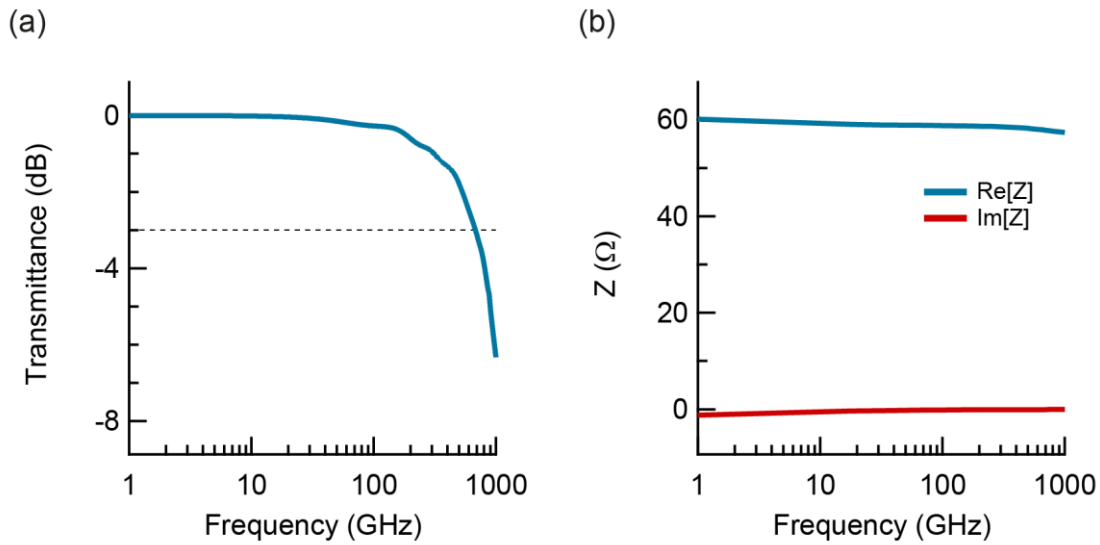 (a)
(b)
Transmittance (dB)
0
-4
-8
1
10
100
1000
Frequency (GHz)
Z (Ω)
60
40
20
0
Re[Z]
Im[Z]
1
10
100
1000
Frequency (GHz)